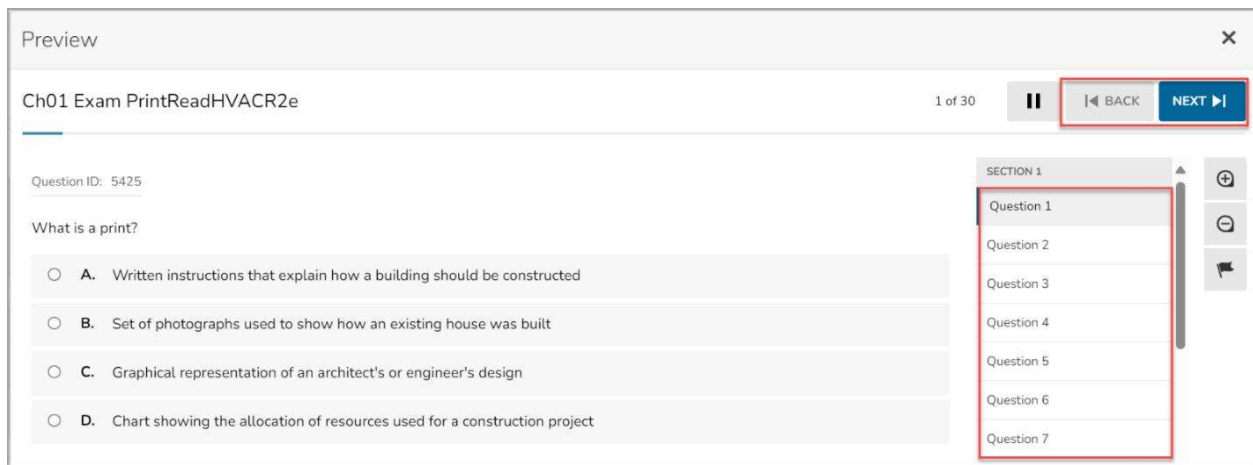 Preview
Ch01 Exam PrintReadHVACR2e
1 of 30
BACK
NEXT
Question ID: 5425
What is a print?
A. Written instructions that explain how a building should be constructed
B. Set of photographs used to show how an existing house was built
C. Graphical representation of an architect's or engineer's design
D. Chart showing the allocation of resources used for a construction project
SECTION 1
Question 1
Question 2
Question 3
Question 4
Question 5
Question 6
Question 7